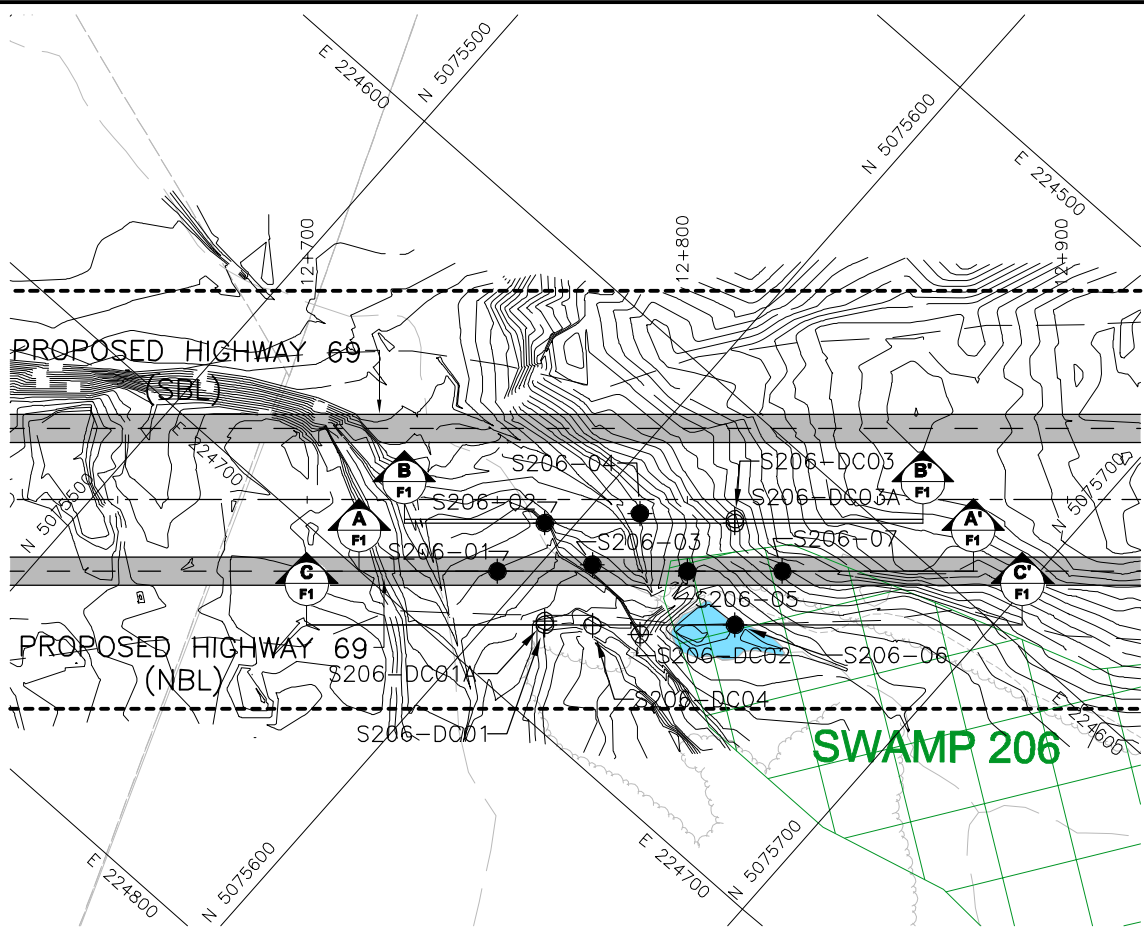 E 224600
N 5075500
N 5075600
E 224500
12+700
12+800
12+900
PROPOSED HIGHWAY 69
(SBL)
E 224700
N 5075500
N 5075700
B
F1
S206-04
S206-DC03
B'
F1
S206-02
S206-DC03A
A
F1
A'
F1
S206-01
S206-03
S206-07
C
F1
C'
F1
S206-05
PROPOSED HIGHWAY 69
(NBL)
S206-DC01A
S206-DC02
S206-06
S206-DC04
E 224600
S206-DC01
SWAMP 206
E 224800
N 5075600
E 224700
N 5075700